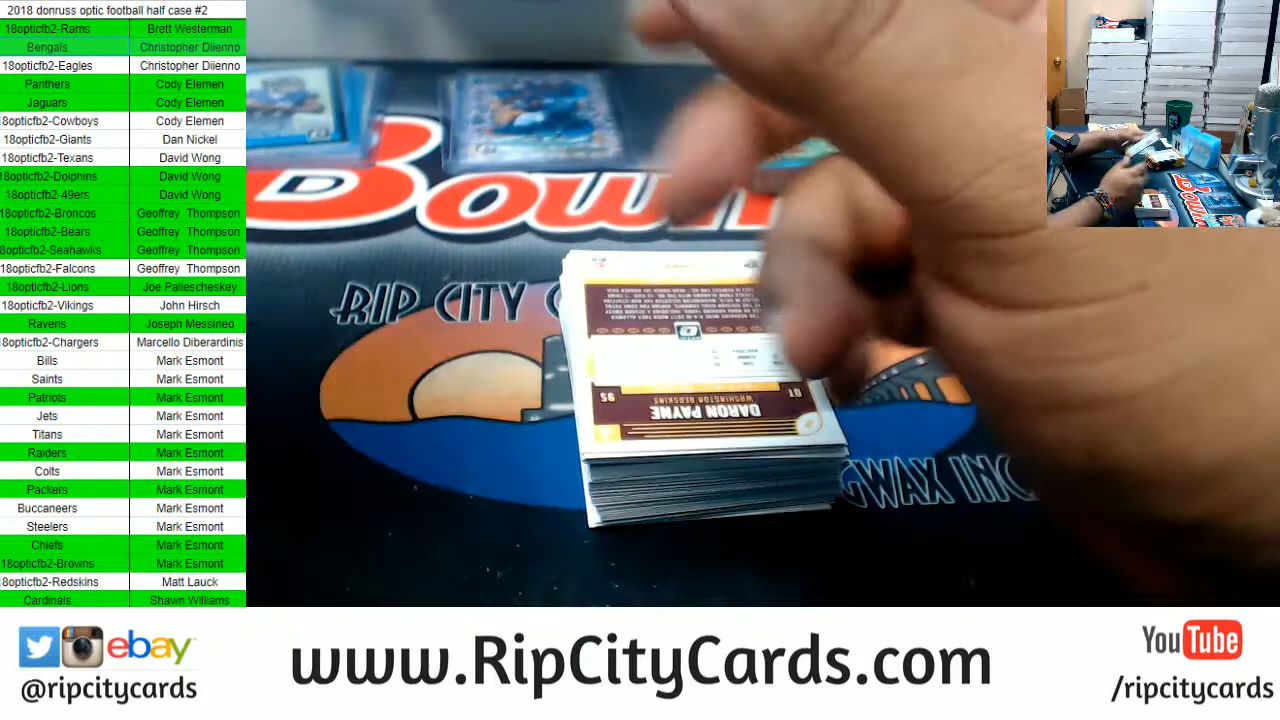 2018 donruss optic football half case #2
18opticfb2-Rams Brett Westerman
Bengals Christopher Diienno
18opticfb2-Eagles Christopher Diienno
Panthers Cody Elemen
Jaguars Cody Elemen
18opticfb2-Cowboys Cody Elemen
18opticfb2-Giants Dan Nickel
18opticfb2-Texans David Wong
18opticfb2-Dolphins David Wong
18opticfb2-49ers David Wong
18opticfb2-Broncos Geoffrey Thompson
18opticfb2-Bears Geoffrey Thompson
8opticfb2-Seahawks Geoffrey Thompson
18opticfb2-Falcons Geoffrey Thompson
18opticfb2-Lions Joe Paliescheskey
18opticfb2-Vikings John Hirsch
Ravens Joseph Messineo
18opticfb2-Chargers Marcello Diberardinis
Bills Mark Esmont
Saints Mark Esmont
Patriots Mark Esmont
Jets Mark Esmont
Titans Mark Esmont
Raiders Mark Esmont
Colts Mark Esmont
Packers Mark Esmont
Buccaneers Mark Esmont
Steelers Mark Esmont
Chiefs Mark Esmont
18opticfb2-Browns Mark Esmont
8opticfb2-Redskins Matt Lauck
Cardinals Shawn Williams
Bown
RIP CITY
GWAX INC
DARON PAYNE
WASHINGTON REDSKINS
DT 95
ebay
@ripcitycards
www.RipCityCards.com
YouTube
/ripcitycards